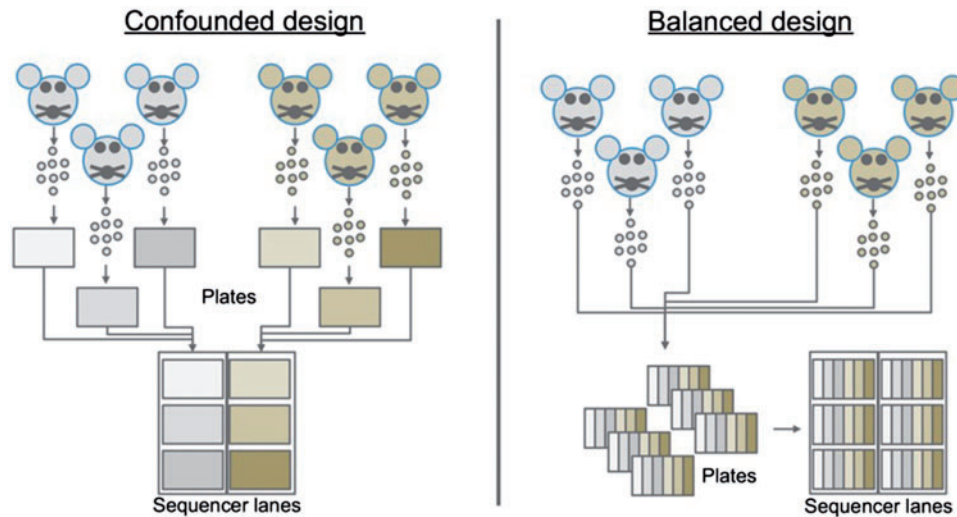 Confounded design
Balanced design
Plates
Sequencer lanes
Plates
Sequencer lanes